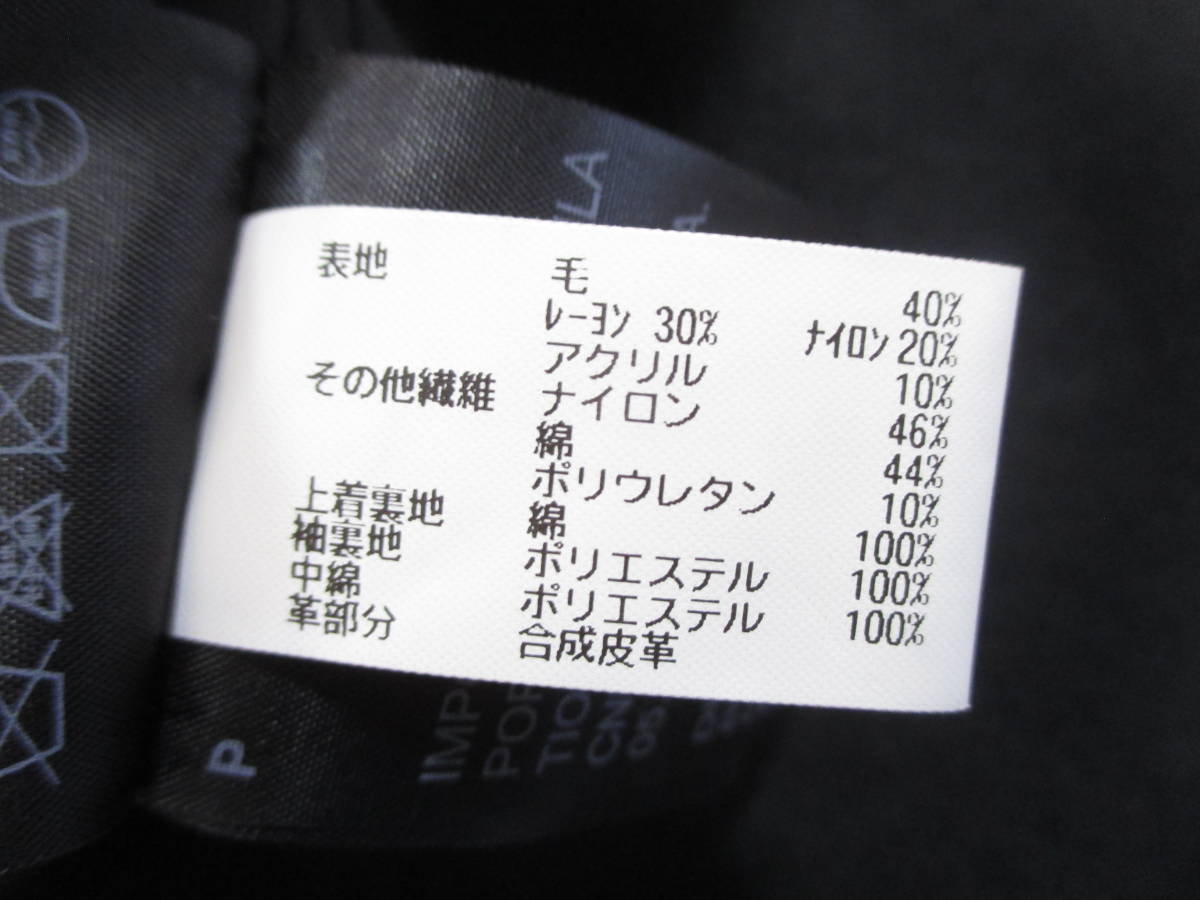 表地 毛 40%
ﾚｰﾖﾝ 30% ﾅｲﾛﾝ 20%
アクリル 10%
その他繊維 ナイロン 46%
綿 44%
ポリウレタン 10%
上着裏地 綿 100%
袖裏地 ポリエステル 100%
中綿 ポリエステル 100%
革部分 合成皮革
P
IMP
POR
TIO